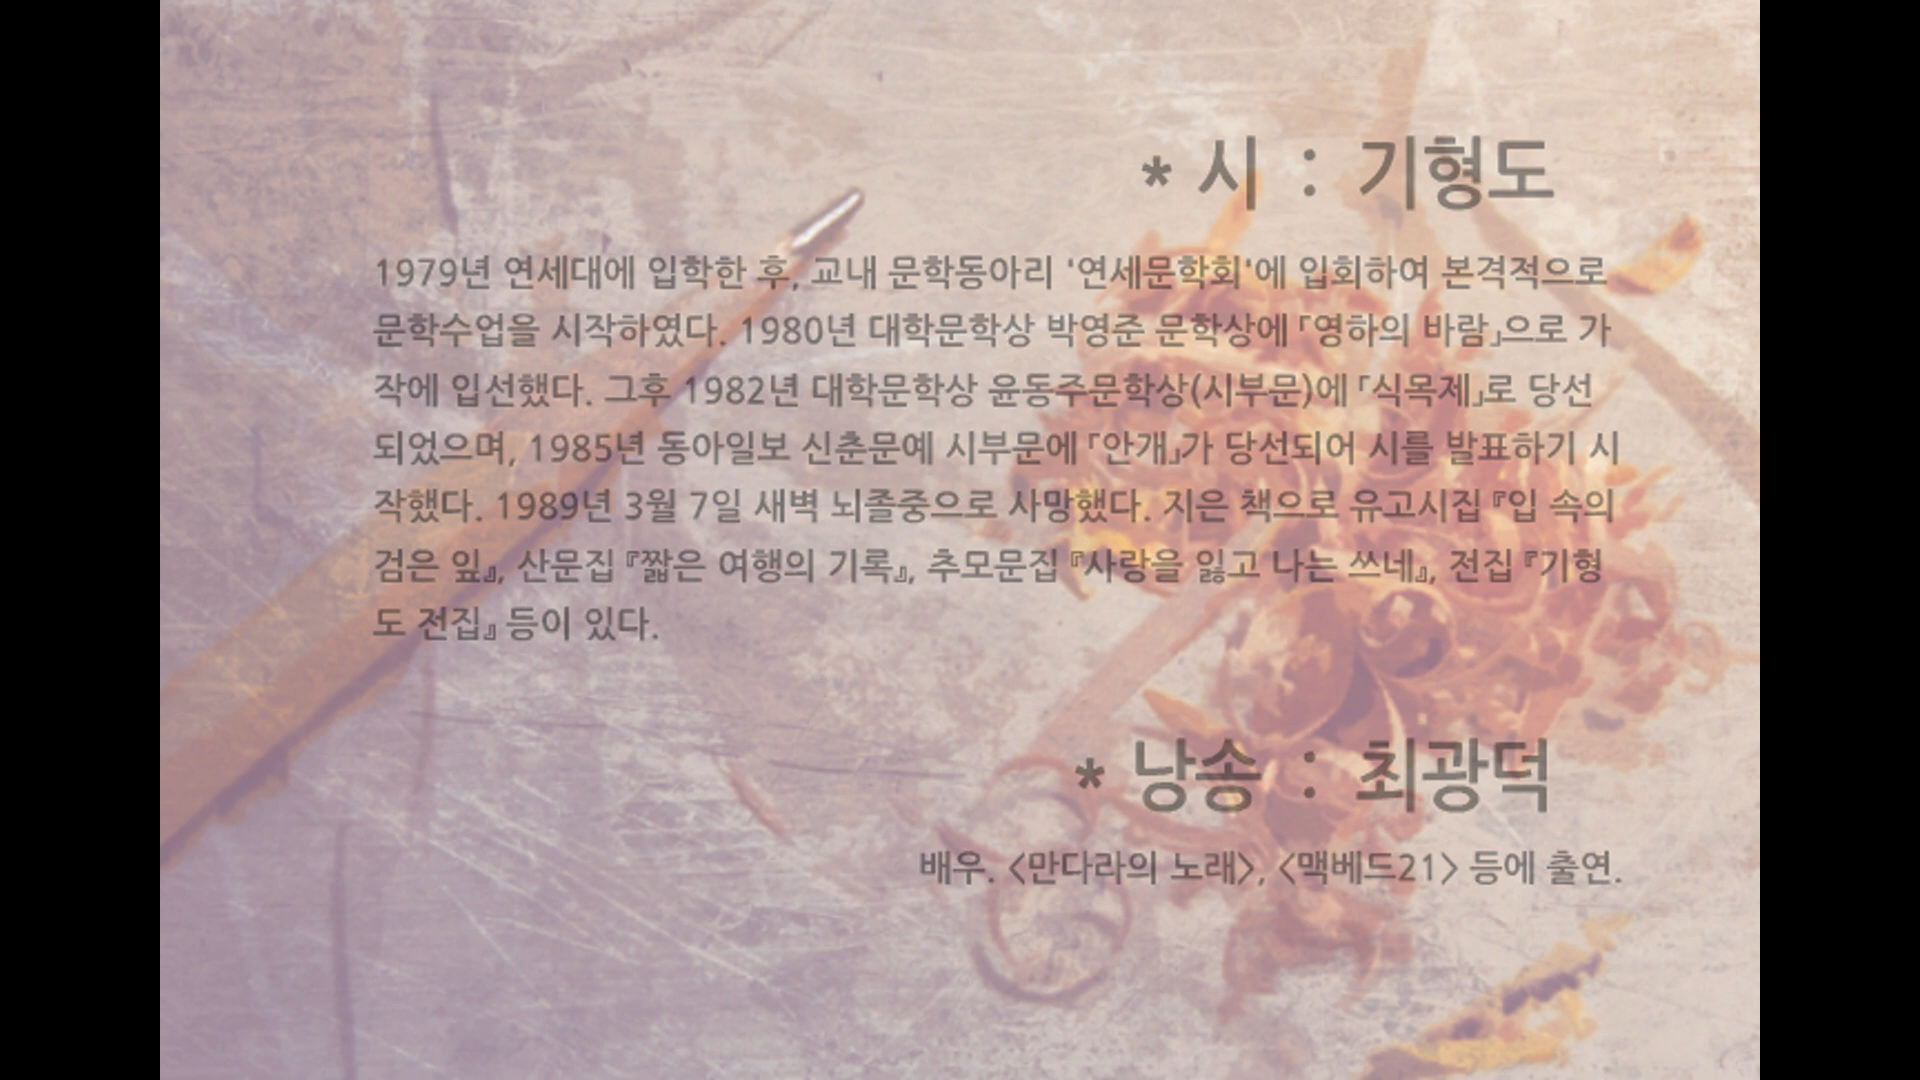 * 시 : 기형도
1979년 연세대에 입학한 후, 교내 문학동아리 '연세문학회'에 입회하여 본격적으로
문학수업을 시작하였다. 1980년 대학문학상 박영준 문학상에 「영하의 바람」으로 가
작에 입선했다. 그후 1982년 대학문학상 윤동주문학상(시부문)에 「식목제」로 당선
되었으며, 1985년 동아일보 신춘문예 시부문에 「안개」가 당선되어 시를 발표하기 시
작했다. 1989년 3월 7일 새벽 뇌졸중으로 사망했다. 지은 책으로 유고시집 『입 속의
검은 잎』, 산문집 『짧은 여행의 기록』, 추모문집 『사랑을 잃고 나는 쓰네』, 전집 『기형
도 전집』 등이 있다.
* 낭송 : 최광덕
배우. <만다라의 노래>, <맥베드21> 등에 출연.